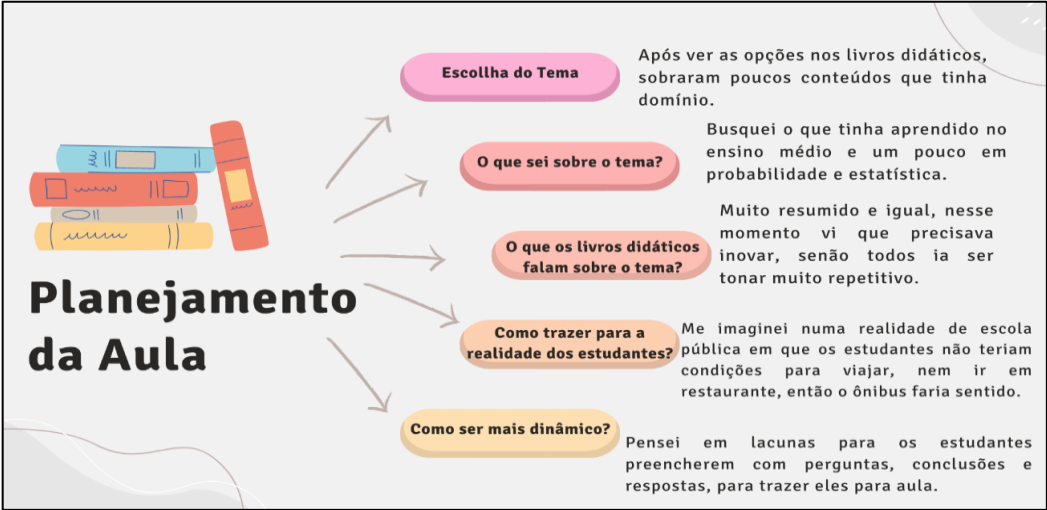 Planejamento
da Aula
Escollha do Tema
Após ver as opções nos livros didáticos,
sobraram poucos conteúdos que tinha
domínio.
O que sei sobre o tema?
Busquei o que tinha aprendido no
ensino médio e um pouco em
probabilidade e estatística.
O que os livros didáticos
falam sobre o tema?
Muito resumido e igual, nesse
momento vi que precisava
inovar, senão todos ia ser
tonar muito repetitivo.
Como trazer para a
realidade dos estudantes?
Me imaginei numa realidade de escola
pública em que os estudantes não teriam
condições para viajar, nem ir em
restaurante, então o ônibus faria sentido.
Como ser mais dinâmico?
Pensei em lacunas para os estudantes
preencherem com perguntas, conclusões e
respostas, para trazer eles para aula.